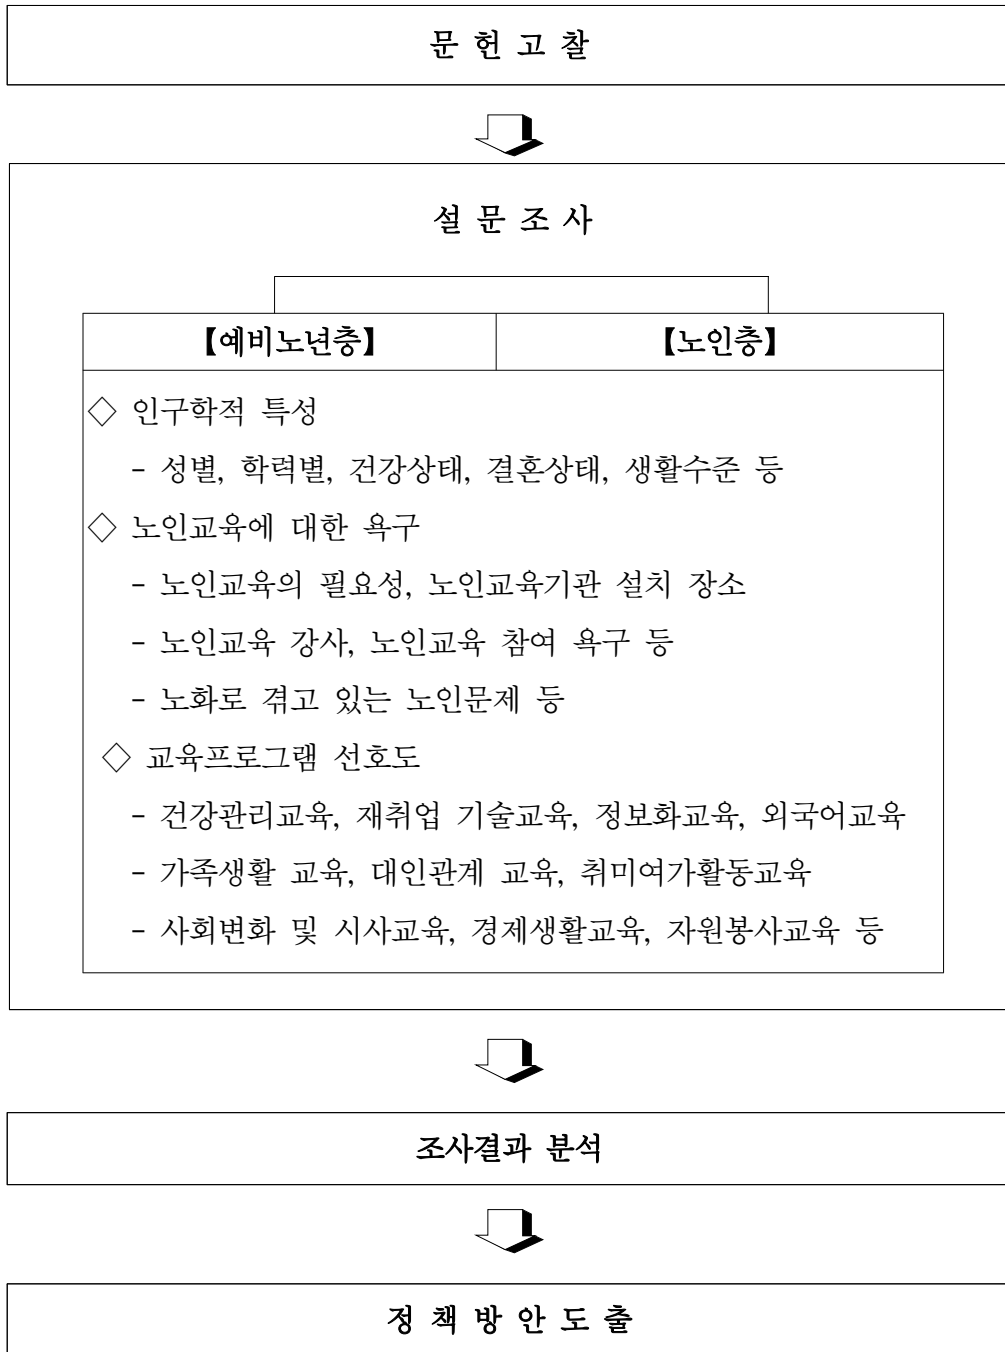 문 헌 고 찰
설 문 조 사
【예비노년층】 【노인층】
◇ 인구학적 특성
- 성별, 학력별, 건강상태, 결혼상태, 생활수준 등
◇ 노인교육에 대한 욕구
- 노인교육의 필요성, 노인교육기관 설치 장소
- 노인교육 강사, 노인교육 참여 욕구 등
- 노화로 겪고 있는 노인문제 등
◇ 교육프로그램 선호도
- 건강관리교육, 재취업 기술교육, 정보화교육, 외국어교육
- 가족생활 교육, 대인관계 교육, 취미여가활동교육
- 사회변화 및 시사교육, 경제생활교육, 자원봉사교육 등
조사결과 분석
정 책 방 안 도 출